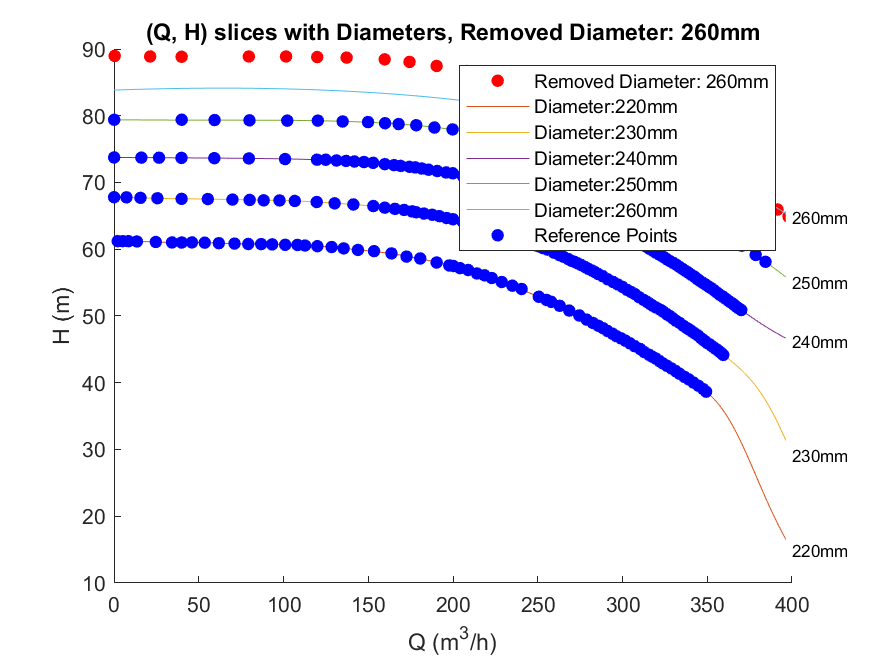 (Q, H) slices with Diameters, Removed Diameter: 260mm
90
80
70
60
50
40
30
20
10
H (m)
0
50
100
150
200
250
300
350
400
Q (m³/h)
Removed Diameter: 260mm
Diameter:220mm
Diameter:230mm
Diameter:240mm
Diameter:250mm
Diameter:260mm
Reference Points
260mm
250mm
240mm
230mm
220mm